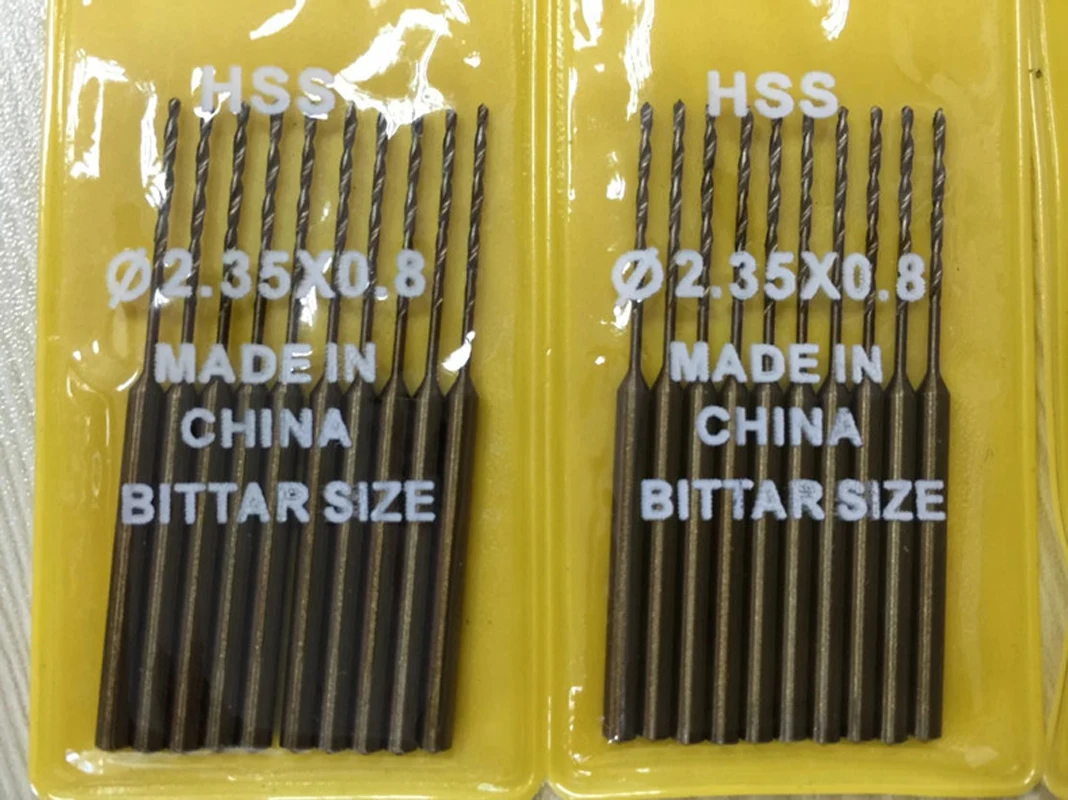 HSS
Ø2.35X0.8
MADE IN
CHINA
BITTAR SIZE
HSS
Ø2.35X0.8
MADE IN
CHINA
BITTAR SIZE